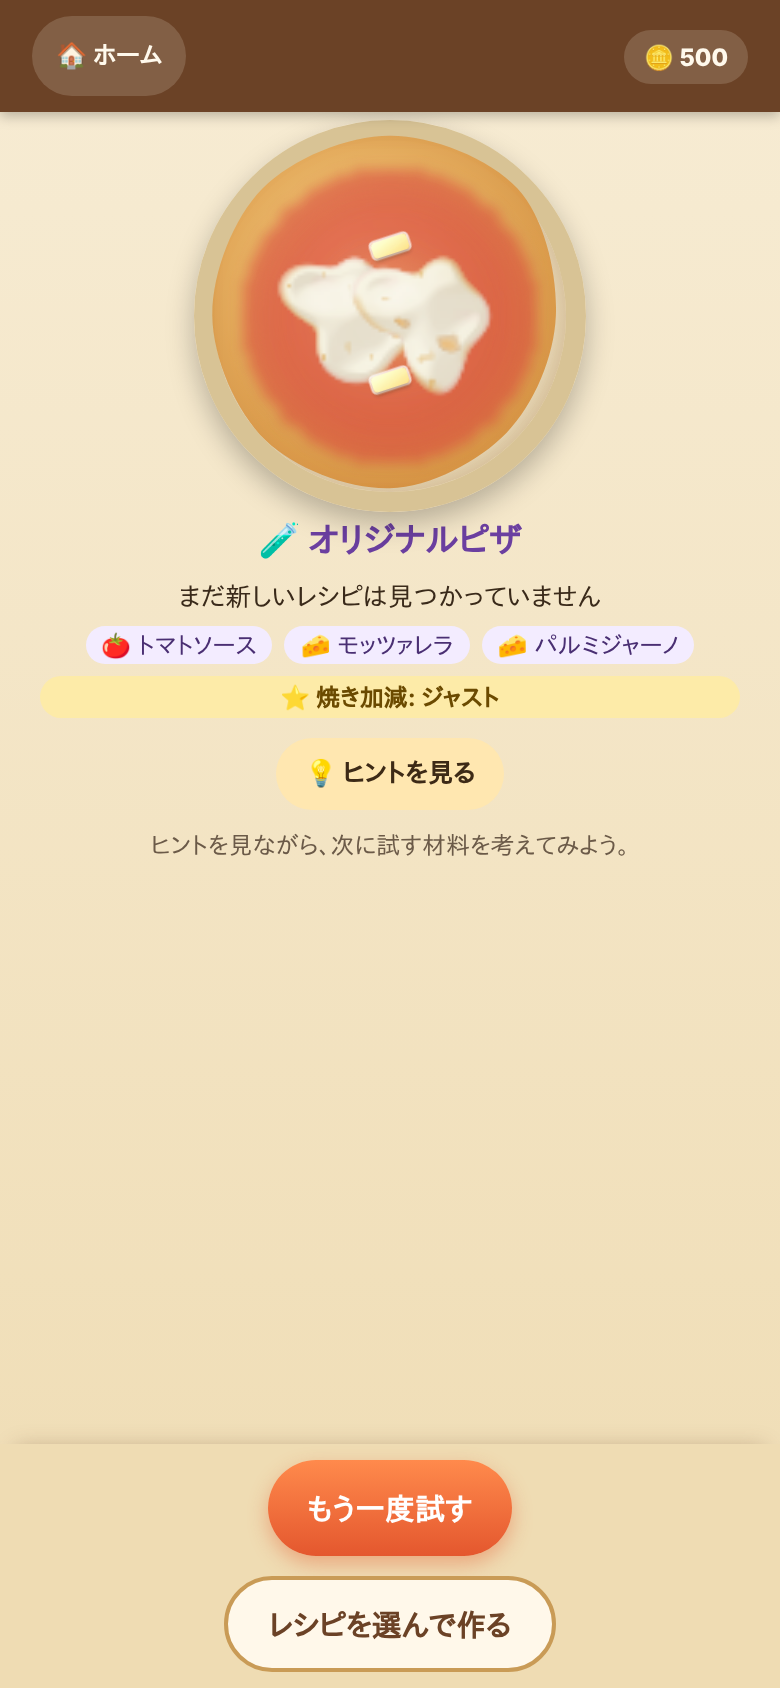 🏠 ホーム
🪙 500
🧪 オリジナルピザ
まだ新しいレシピは見つかっていません
🍅 トマトソース 🧀 モッツァレラ 🧀 パルミジャーノ
⭐ 焼き加減: ジャスト
💡 ヒントを見る
ヒントを見ながら、次に試す材料を考えてみよう。
もう一度試す
レシピを選んで作る